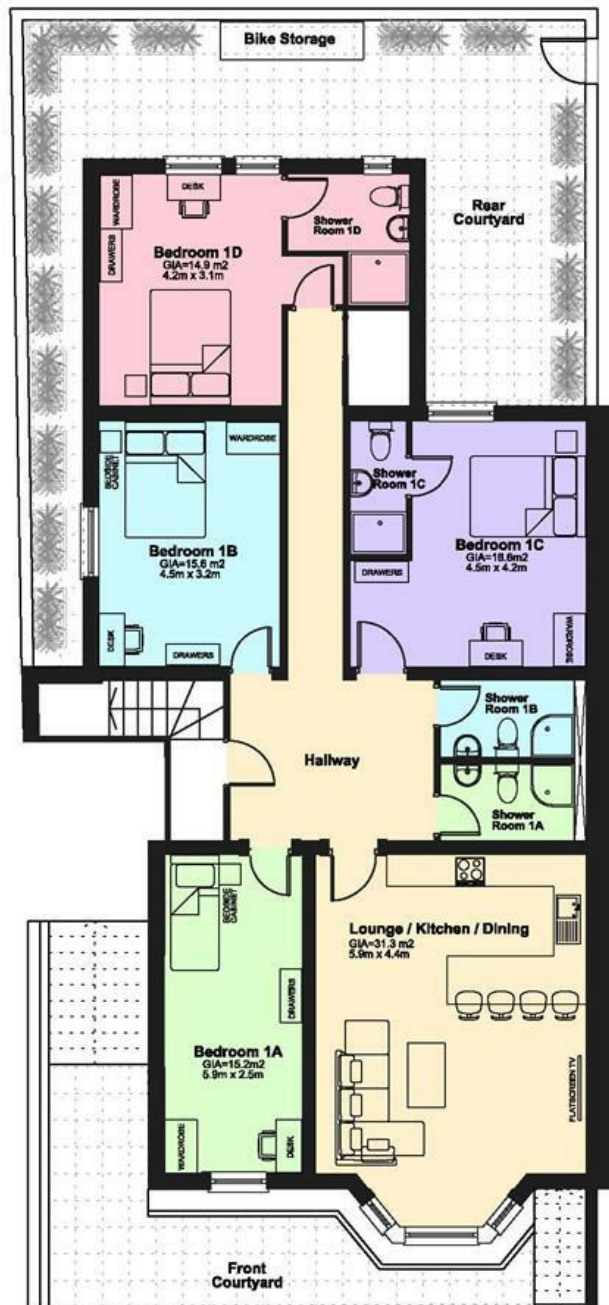 Bike Storage
Rear
Courtyard
WARDROBE
DESK
DRAWERS
Shower
Room 1D
Bedroom 1D
GIA=14.9 m2
4.2m x 3.1m
BEDSIDE
CABINET
WARDROBE
Shower
Room 1C
Bedroom 1B
GIA=15.6 m2
4.5m x 3.2m
Bedroom 1C
GIA=18.6m2
4.5m x 4.2m
DRAWERS
DESK
DRAWERS
DESK
WARDROBE
Shower
Room 1B
Hallway
Shower
Room 1A
BEDSIDE
CABINET
Lounge / Kitchen / Dining
GIA=31.3 m2
5.9m x 4.4m
DRAWERS
Bedroom 1A
GIA=15.2m2
5.9m x 2.5m
FLATSCREEN TV
WARDROBE
DESK
Front
Courtyard